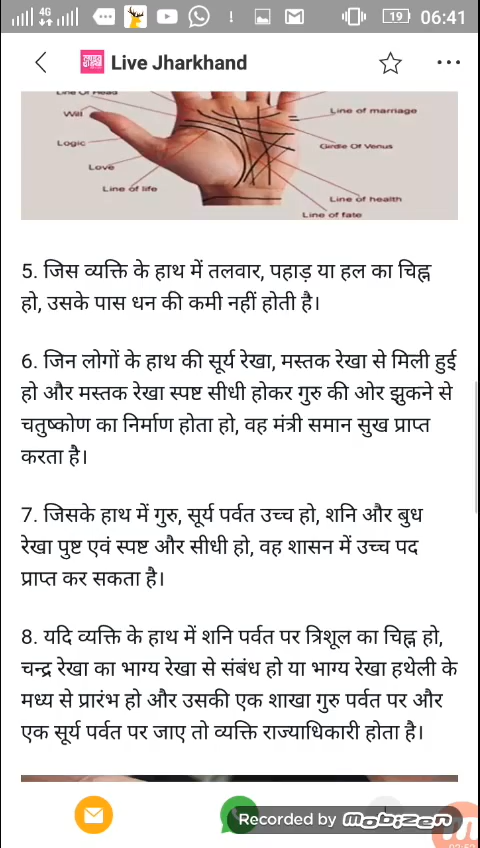 4G
!
19
06:41
Live Jharkhand
Will
Line of marriage
Logic
Girdle Of Venus
Love
Line of life
Line of health
Line of fate
5. जिस व्यक्ति के हाथ में तलवार, पहाड़ या हल का चिह्न
हो, उसके पास धन की कमी नहीं होती है।
6. जिन लोगों के हाथ की सूर्य रेखा, मस्तक रेखा से मिली हुई
हो और मस्तक रेखा स्पष्ट सीधी होकर गुरु की ओर झुकने से
चतुष्कोण का निर्माण होता हो, वह मंत्री समान सुख प्राप्त
करता है।
7. जिसके हाथ में गुरु, सूर्य पर्वत उच्च हो, शनि और बुध
रेखा पुष्ट एवं स्पष्ट और सीधी हो, वह शासन में उच्च पद
प्राप्त कर सकता है।
8. यदि व्यक्ति के हाथ में शनि पर्वत पर त्रिशूल का चिह्न हो,
चन्द्र रेखा का भाग्य रेखा से संबंध हो या भाग्य रेखा हथेली के
मध्य से प्रारंभ हो और उसकी एक शाखा गुरु पर्वत पर और
एक सूर्य पर्वत पर जाए तो व्यक्ति राज्याधिकारी होता है।
Recorded by mobizen